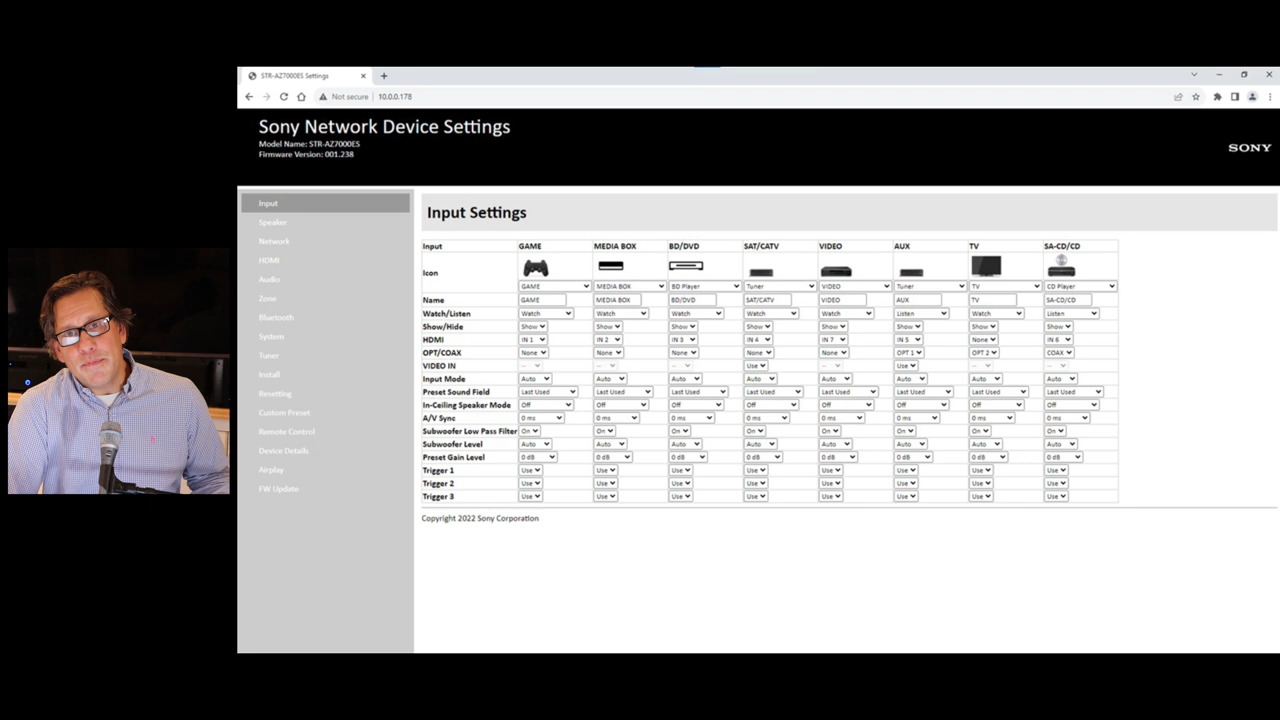 STR-AZ7000ES Settings
Not secure 10.0.0.178
Sony Network Device Settings
Model Name: STR-AZ7000ES
Firmware Version: 001.238
SONY
Input
Speaker
Network
HDMI
Audio
Zone
Bluetooth
System
Tuner
Install
Resetting
Custom Preset
Remote Control
Device Details
Airplay
FW Update
Input Settings
Input GAME MEDIA BOX BD/DVD SAT/CATV VIDEO AUX TV SA-CD/CD
Icon
GAME MEDIA BOX BD Player Tuner VIDEO Tuner TV CD Player
Name GAME MEDIA BOX BD/DVD SAT/CATV VIDEO AUX TV SA-CD/CD
Watch/Listen Watch Watch Watch Watch Watch Listen Watch Listen
Show/Hide Show Show Show Show Show Show Show Show
HDMI IN 1 IN 2 IN 3 IN 4 IN 7 IN 5 None IN 6
OPT/COAX None None None None None OPT 1 OPT 2 COAX
VIDEO IN -- -- -- Use -- Use -- --
Input Mode Auto Auto Auto Auto Auto Auto Auto Auto
Preset Sound Field Last Used Last Used Last Used Last Used Last Used Last Used Last Used Last Used
In-Ceiling Speaker Mode Off Off Off Off Off Off Off Off
A/V Sync 0 ms 0 ms 0 ms 0 ms 0 ms 0 ms 0 ms 0 ms
Subwoofer Low Pass Filter On On On On On On On On
Subwoofer Level Auto Auto Auto Auto Auto Auto Auto Auto
Preset Gain Level 0 dB 0 dB 0 dB 0 dB 0 dB 0 dB 0 dB 0 dB
Trigger 1 Use Use Use Use Use Use Use Use
Trigger 2 Use Use Use Use Use Use Use Use
Trigger 3 Use Use Use Use Use Use Use Use
Copyright 2022 Sony Corporation